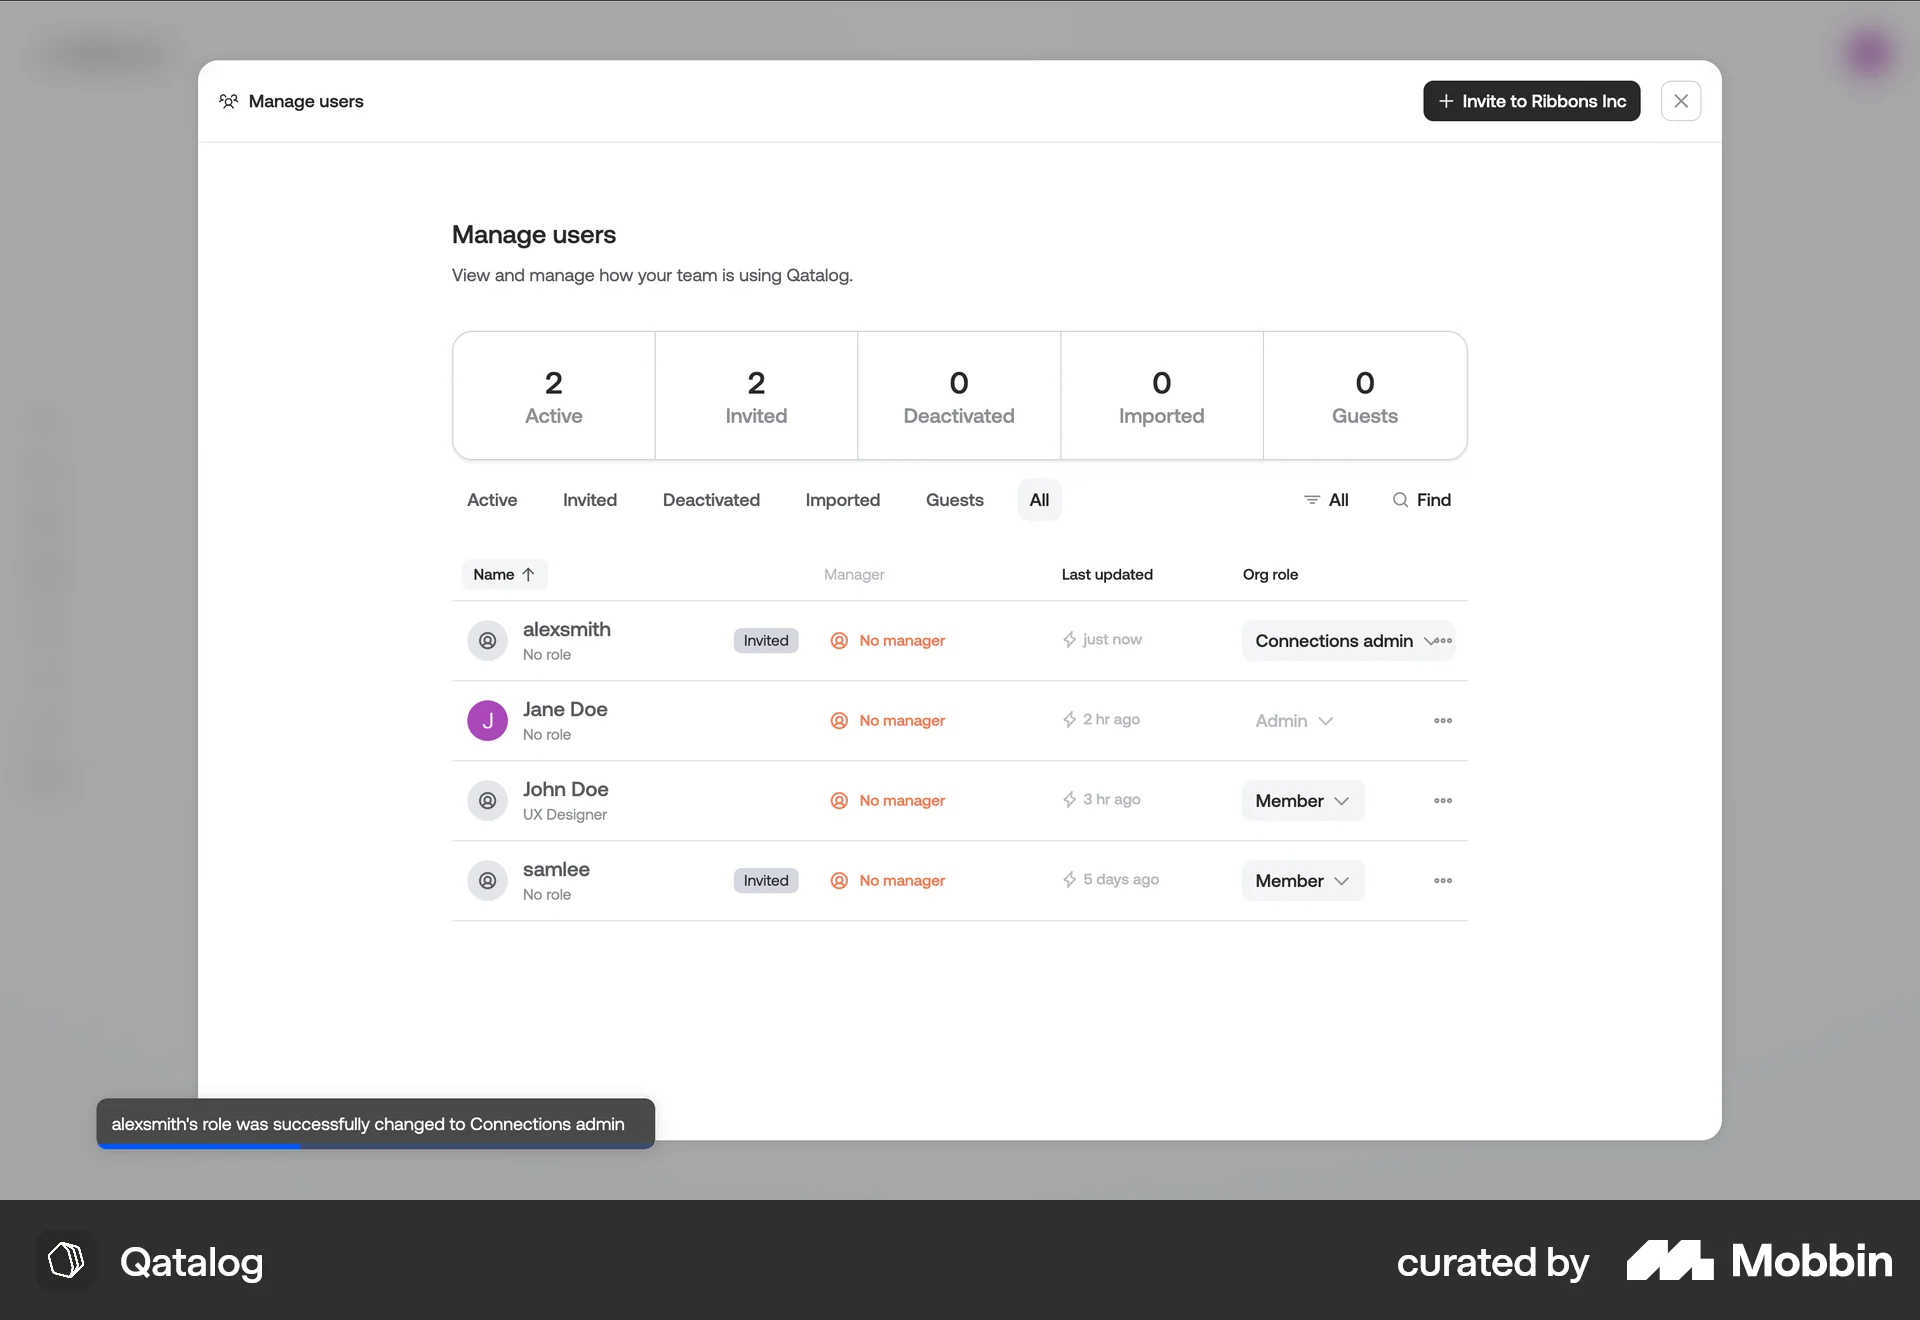 Manage users
+ Invite to Ribbons Inc
Manage users
View and manage how your team is using Qatalog.
2
Active
2
Invited
0
Deactivated
0
Imported
0
Guests
Active
Invited
Deactivated
Imported
Guests
All
All
Find
Name ↑
Manager
Last updated
Org role
alexsmith
No role
Invited
No manager
just now
Connections admin
J
Jane Doe
No role
No manager
2 hr ago
Admin
John Doe
UX Designer
No manager
3 hr ago
Member
samlee
No role
Invited
No manager
5 days ago
Member
alexsmith's role was successfully changed to Connections admin
Qatalog
curated by
Mobbin